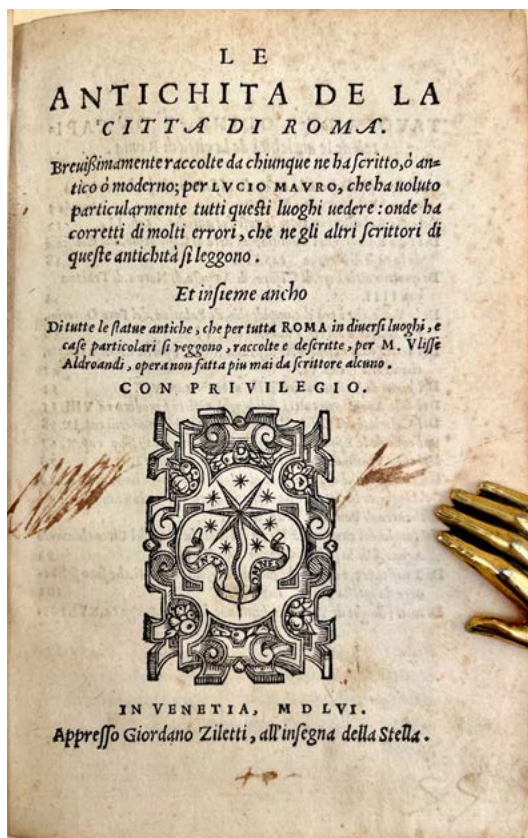 LE
ANTICHITA DE LA
CITTA DI ROMA.
Breuißimamente raccolte da chiunque ne ha ſcritto, ò an=
tico ò moderno; per LVCIO MAVRO, che ha uoluto
particularmente tutti queſti luoghi uedere: onde ha
corretti di molti errori, che ne gli altri ſcrittori di
queſte antichità ſi leggono.
Et inſieme ancho
Di tutte le ſtatue antiche, che per tutta ROMA in diuerſi luoghi, e
caſe particolari ſi veggono, raccolte e deſcritte, per M. Vliſſe
Aldroandi, opera non fatta piu mai da ſcrittore alcuno.
CON PRIVILEGIO.
IN VENETIA, MDLVI.
Appreſſo Giordano Ziletti, all'inſegna della Stella.